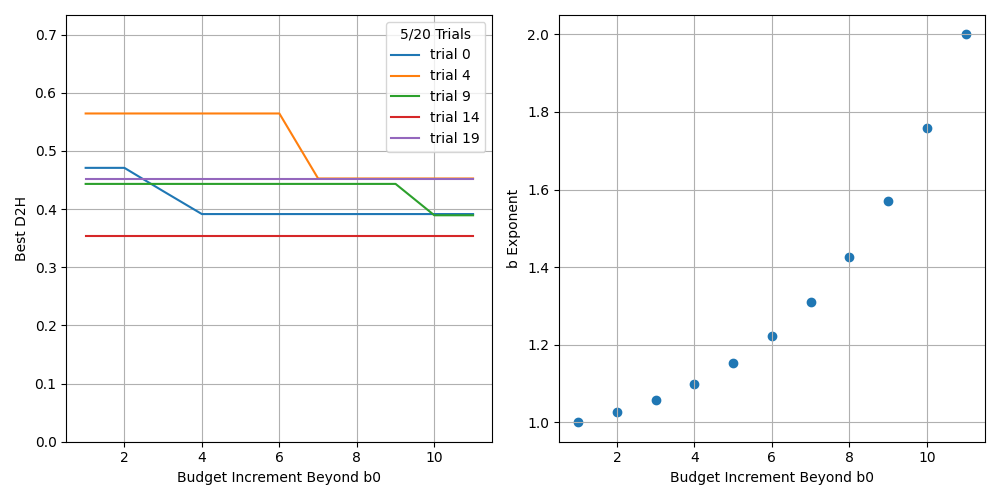 0.7
0.6
0.5
0.4
0.3
0.2
0.1
0.0
Best D2H
2 4 6 8 10
Budget Increment Beyond b0
5/20 Trials
trial 0
trial 4
trial 9
trial 14
trial 19
2.0
1.8
1.6
1.4
1.2
1.0
b Exponent
2 4 6 8 10
Budget Increment Beyond b0